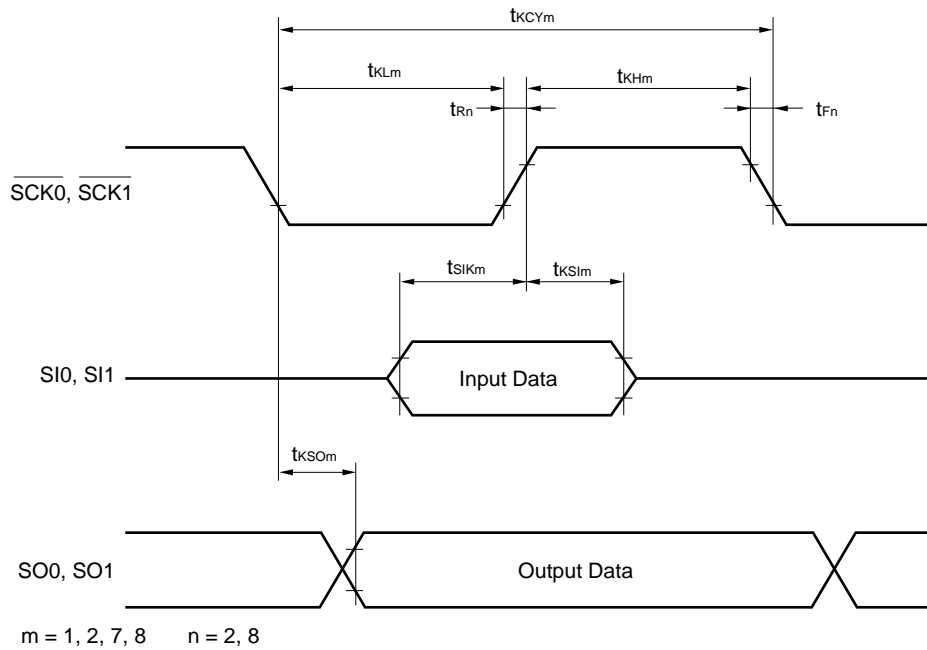 tKCYm
tKLm
tKHm
tRn
tFn
SCK0, SCK1
tSIKm
tKSIm
SI0, SI1
Input Data
tKSOm
SO0, SO1
Output Data
m = 1, 2, 7, 8 n = 2, 8